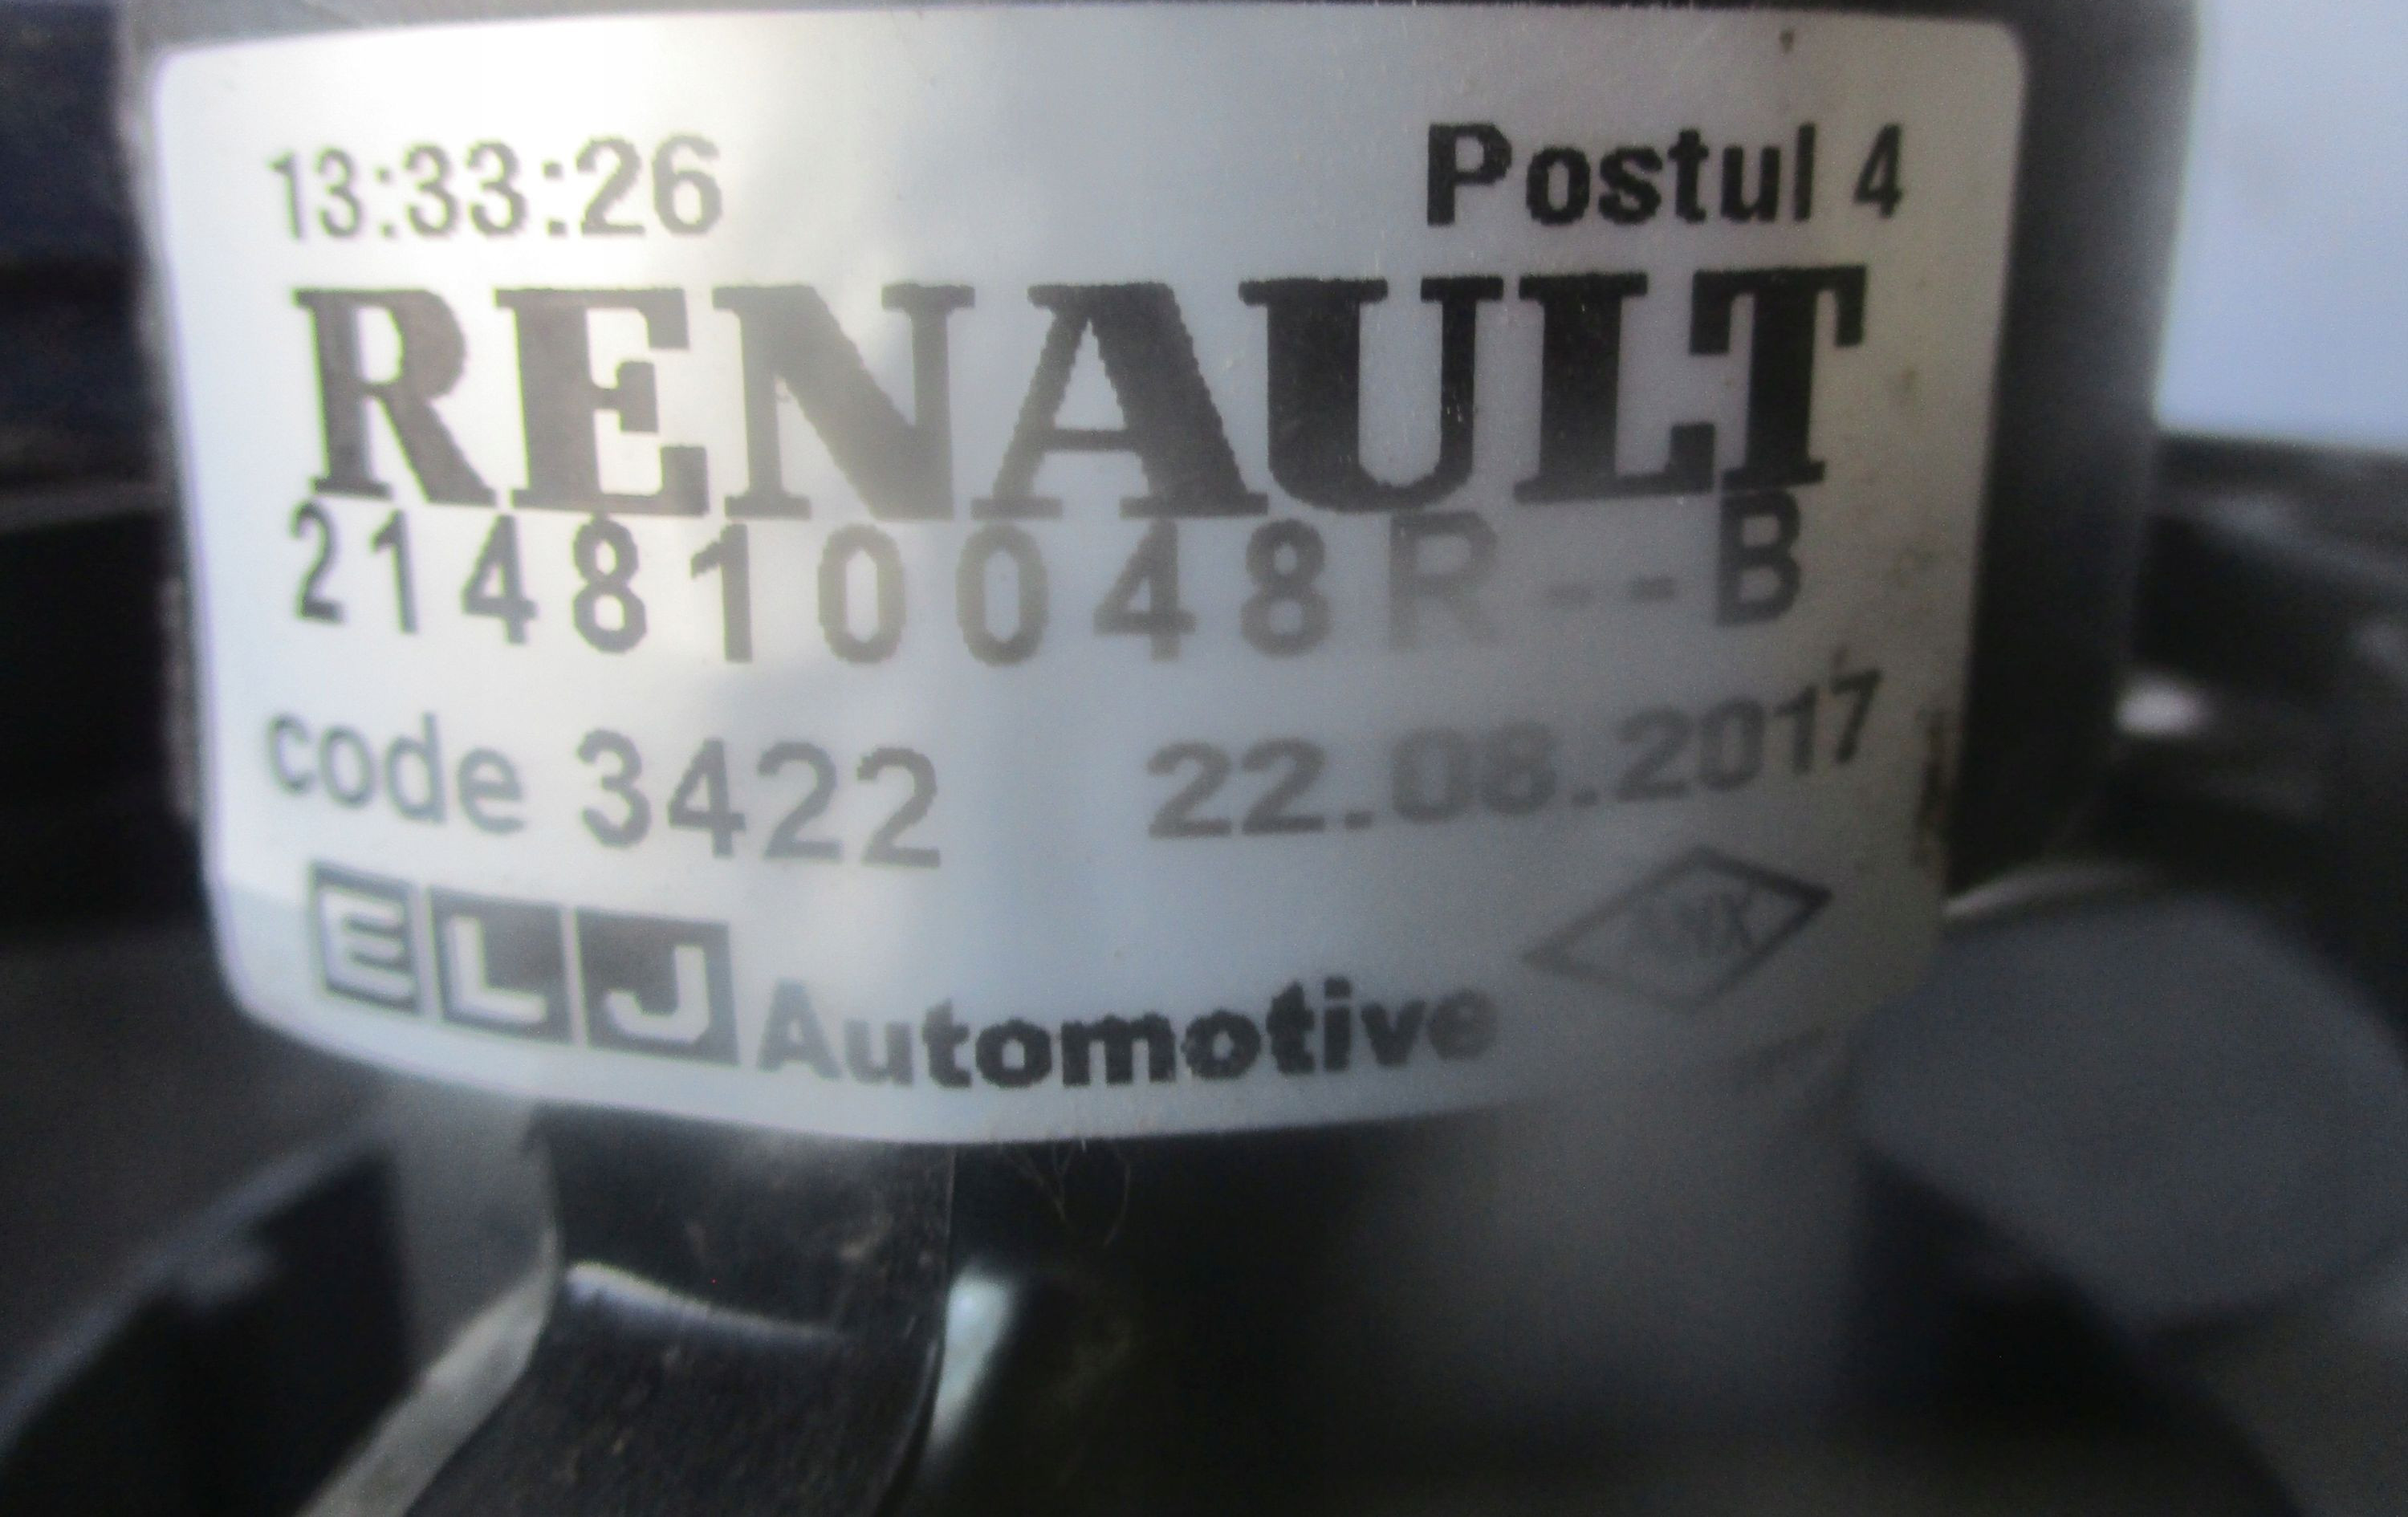 13:33:26 Postul 4
RENAULT
214810048R--B
code 3422 22.08.2017
ELJ Automotive